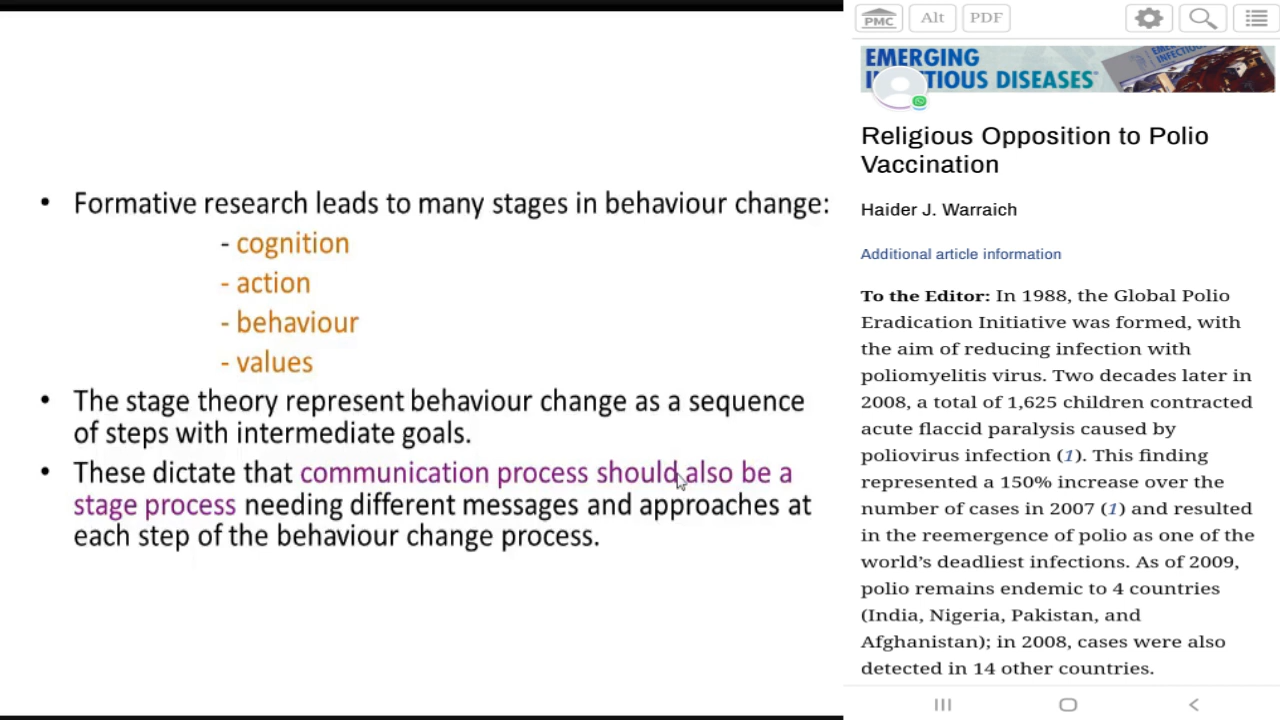 • Formative research leads to many stages in behaviour change:
- cognition
- action
- behaviour
- values
• The stage theory represent behaviour change as a sequence
of steps with intermediate goals.
• These dictate that communication process should also be a
stage process needing different messages and approaches at
each step of the behaviour change process.
PMC Alt PDF
EMERGING
INFECTIOUS DISEASES
Religious Opposition to Polio
Vaccination
Haider J. Warraich
Additional article information
To the Editor: In 1988, the Global Polio
Eradication Initiative was formed, with
the aim of reducing infection with
poliomyelitis virus. Two decades later in
2008, a total of 1,625 children contracted
acute flaccid paralysis caused by
poliovirus infection (1). This finding
represented a 150% increase over the
number of cases in 2007 (1) and resulted
in the reemergence of polio as one of the
world’s deadliest infections. As of 2009,
polio remains endemic to 4 countries
(India, Nigeria, Pakistan, and
Afghanistan); in 2008, cases were also
detected in 14 other countries.